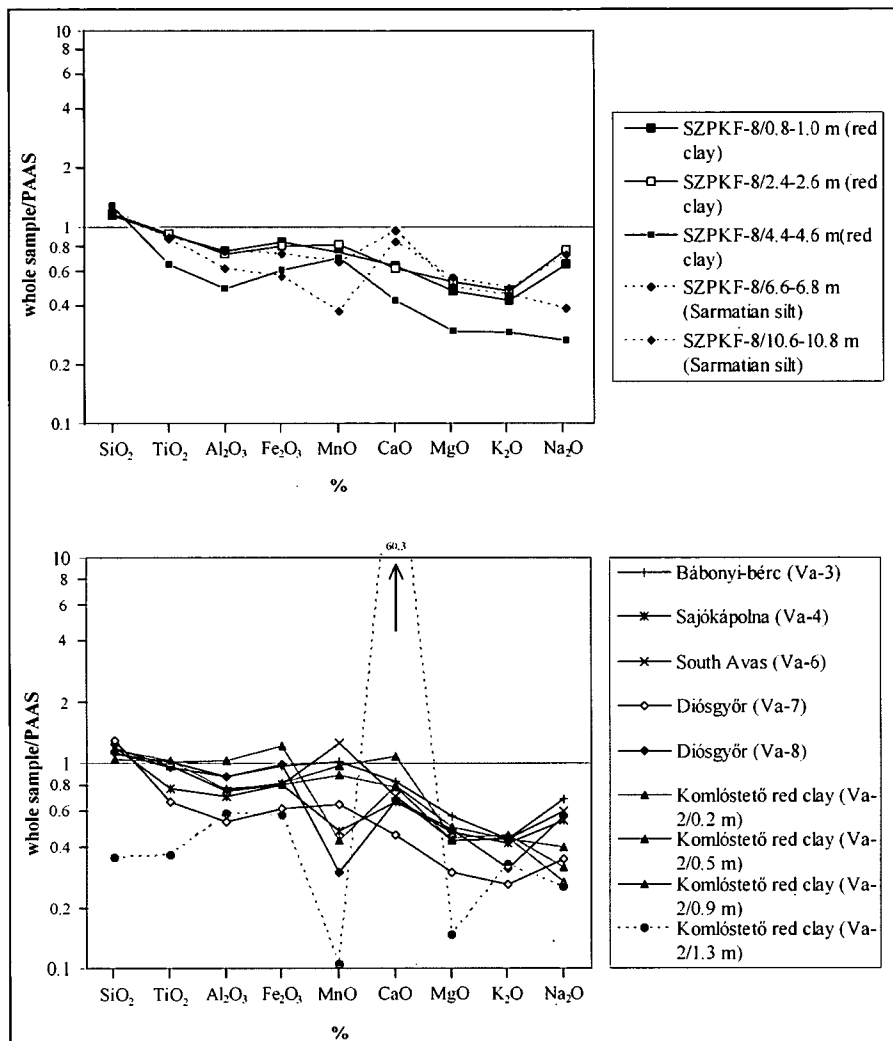 10
8
6
4
2
1
0.8
0.6
0.4
0.2
0.1
whole sample/PAAS
SiO₂ TiO₂ Al₂O₃ Fe₂O₃ MnO CaO MgO K₂O Na₂O
%
SZPKF-8/0.8-1.0 m (red
clay)
SZPKF-8/2.4-2.6 m (red
clay)
SZPKF-8/4.4-4.6 m(red
clay)
SZPKF-8/6.6-6.8 m
(Sarmatian silt)
SZPKF-8/10.6-10.8 m
(Sarmatian silt)
60,3
10
8
6
4
2
1
0.8
0.6
0.4
0.2
0.1
whole sample/PAAS
SiO₂ TiO₂ Al₂O₃ Fe₂O₃ MnO CaO MgO K₂O Na₂O
%
Bábonyi-bérc (Va-3)
Sajókápolna (Va-4)
South Avas (Va-6)
Diósgyőr (Va-7)
Diósgyőr (Va-8)
Komlóstető red clay (Va-
2/0.2 m)
Komlóstető red clay (Va-
2/0.5 m)
Komlóstető red clay (Va-
2/0.9 m)
Komlóstető red clay (Va-
2/1.3 m)